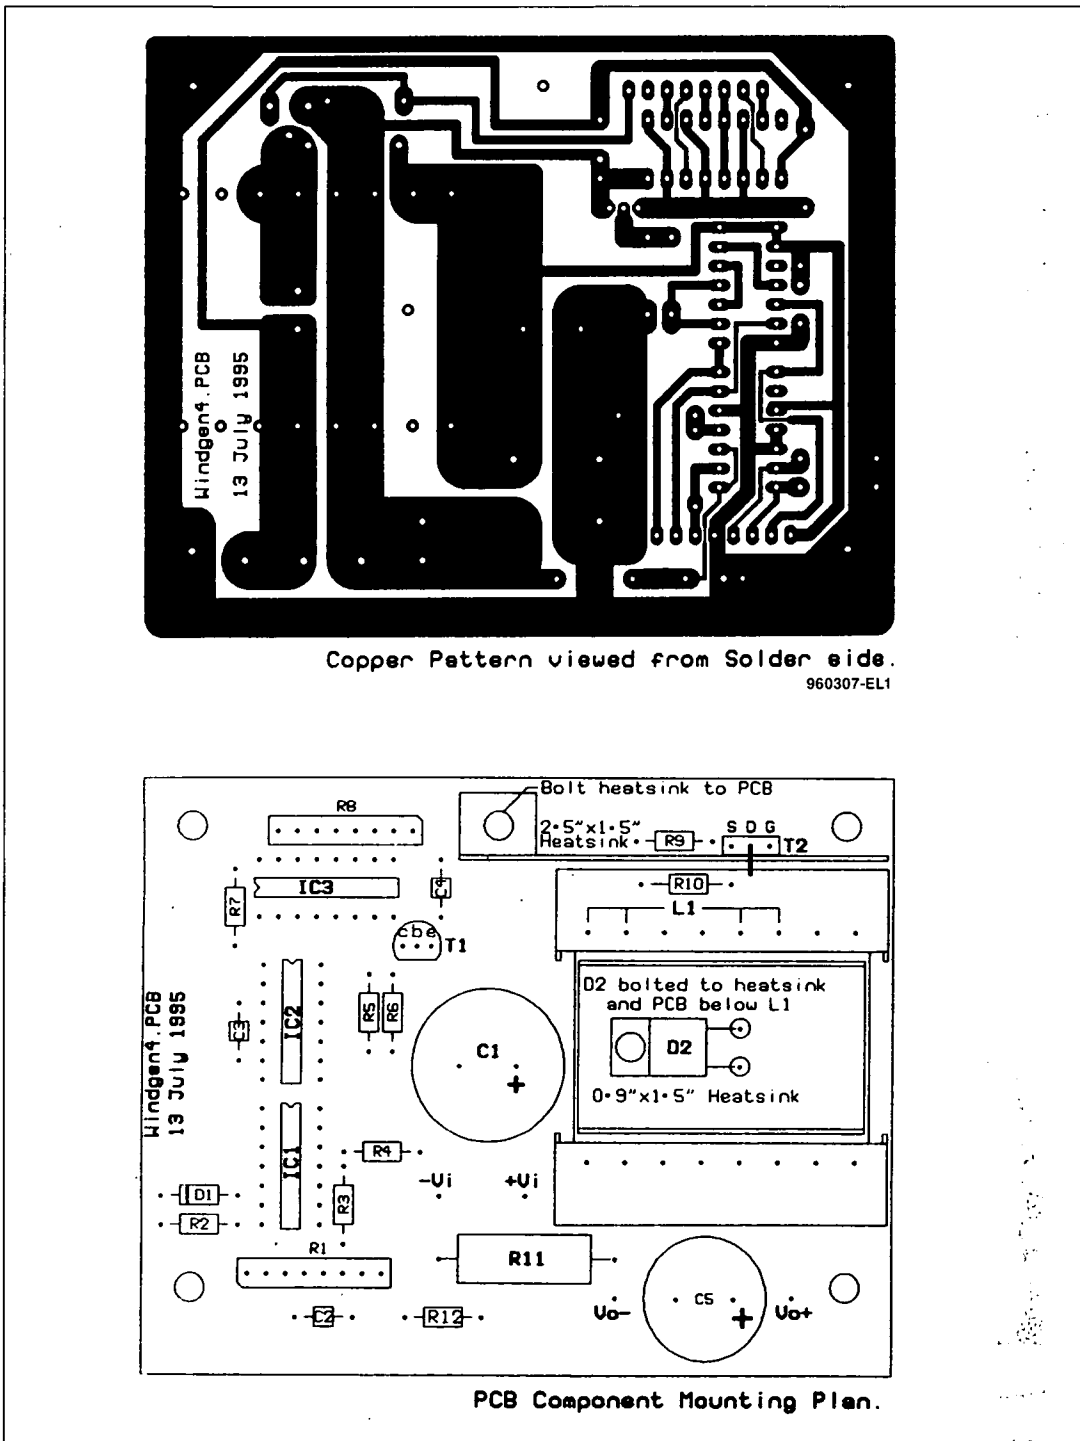 Windgen4.PCB
13 July 1995
Copper Pattern viewed from Solder side.
960307-EL1
Bolt heatsink to PCB
R8
2·5"x1·5"
Heatsink
R9
S D G
T2
IC3
C4
R7
R10
L1
cbe
T1
D2 bolted to heatsink
and PCB below L1
D2
0·9"x1·5" Heatsink
Windgen4.PCB
13 July 1995
C3
IC2
R5
R6
C1
+
IC1
R4
-Vi
+Vi
D1
R2
R3
R1
R11
C2
R12
Vo-
C5
+
Vo+
PCB Component Mounting Plan.